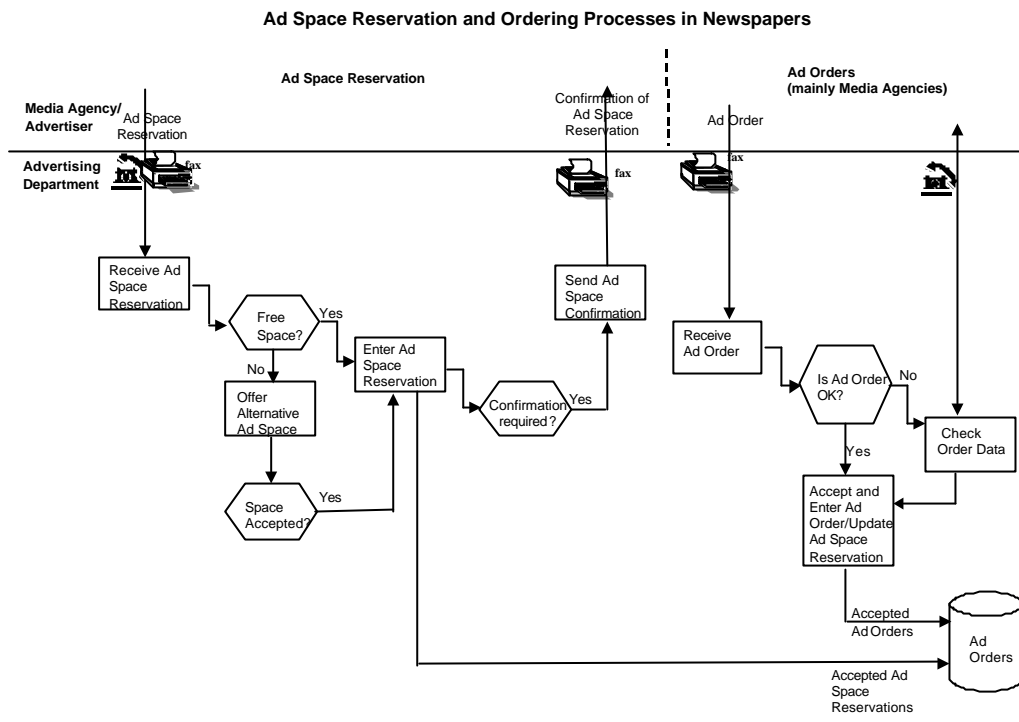 Ad Space Reservation and Ordering Processes in Newspapers
Ad Space Reservation
Ad Orders
(mainly Media Agencies)
Media Agency/
Advertiser
Ad Space
Reservation
Confirmation of
Ad Space
Reservation
Ad Order
Advertising
Department
fax
fax
fax
Receive Ad
Space
Reservation
Free
Space?
Yes
No
Offer
Alternative
Ad Space
Space
Accepted?
Yes
Enter Ad
Space
Reservation
Confirmation
required?
Yes
Send Ad
Space
Confirmation
Receive
Ad Order
Is Ad Order
OK?
No
Yes
Check
Order Data
Accept and
Enter Ad
Order/Update
Ad Space
Reservation
Accepted
Ad Orders
Ad
Orders
Accepted Ad
Space
Reservations